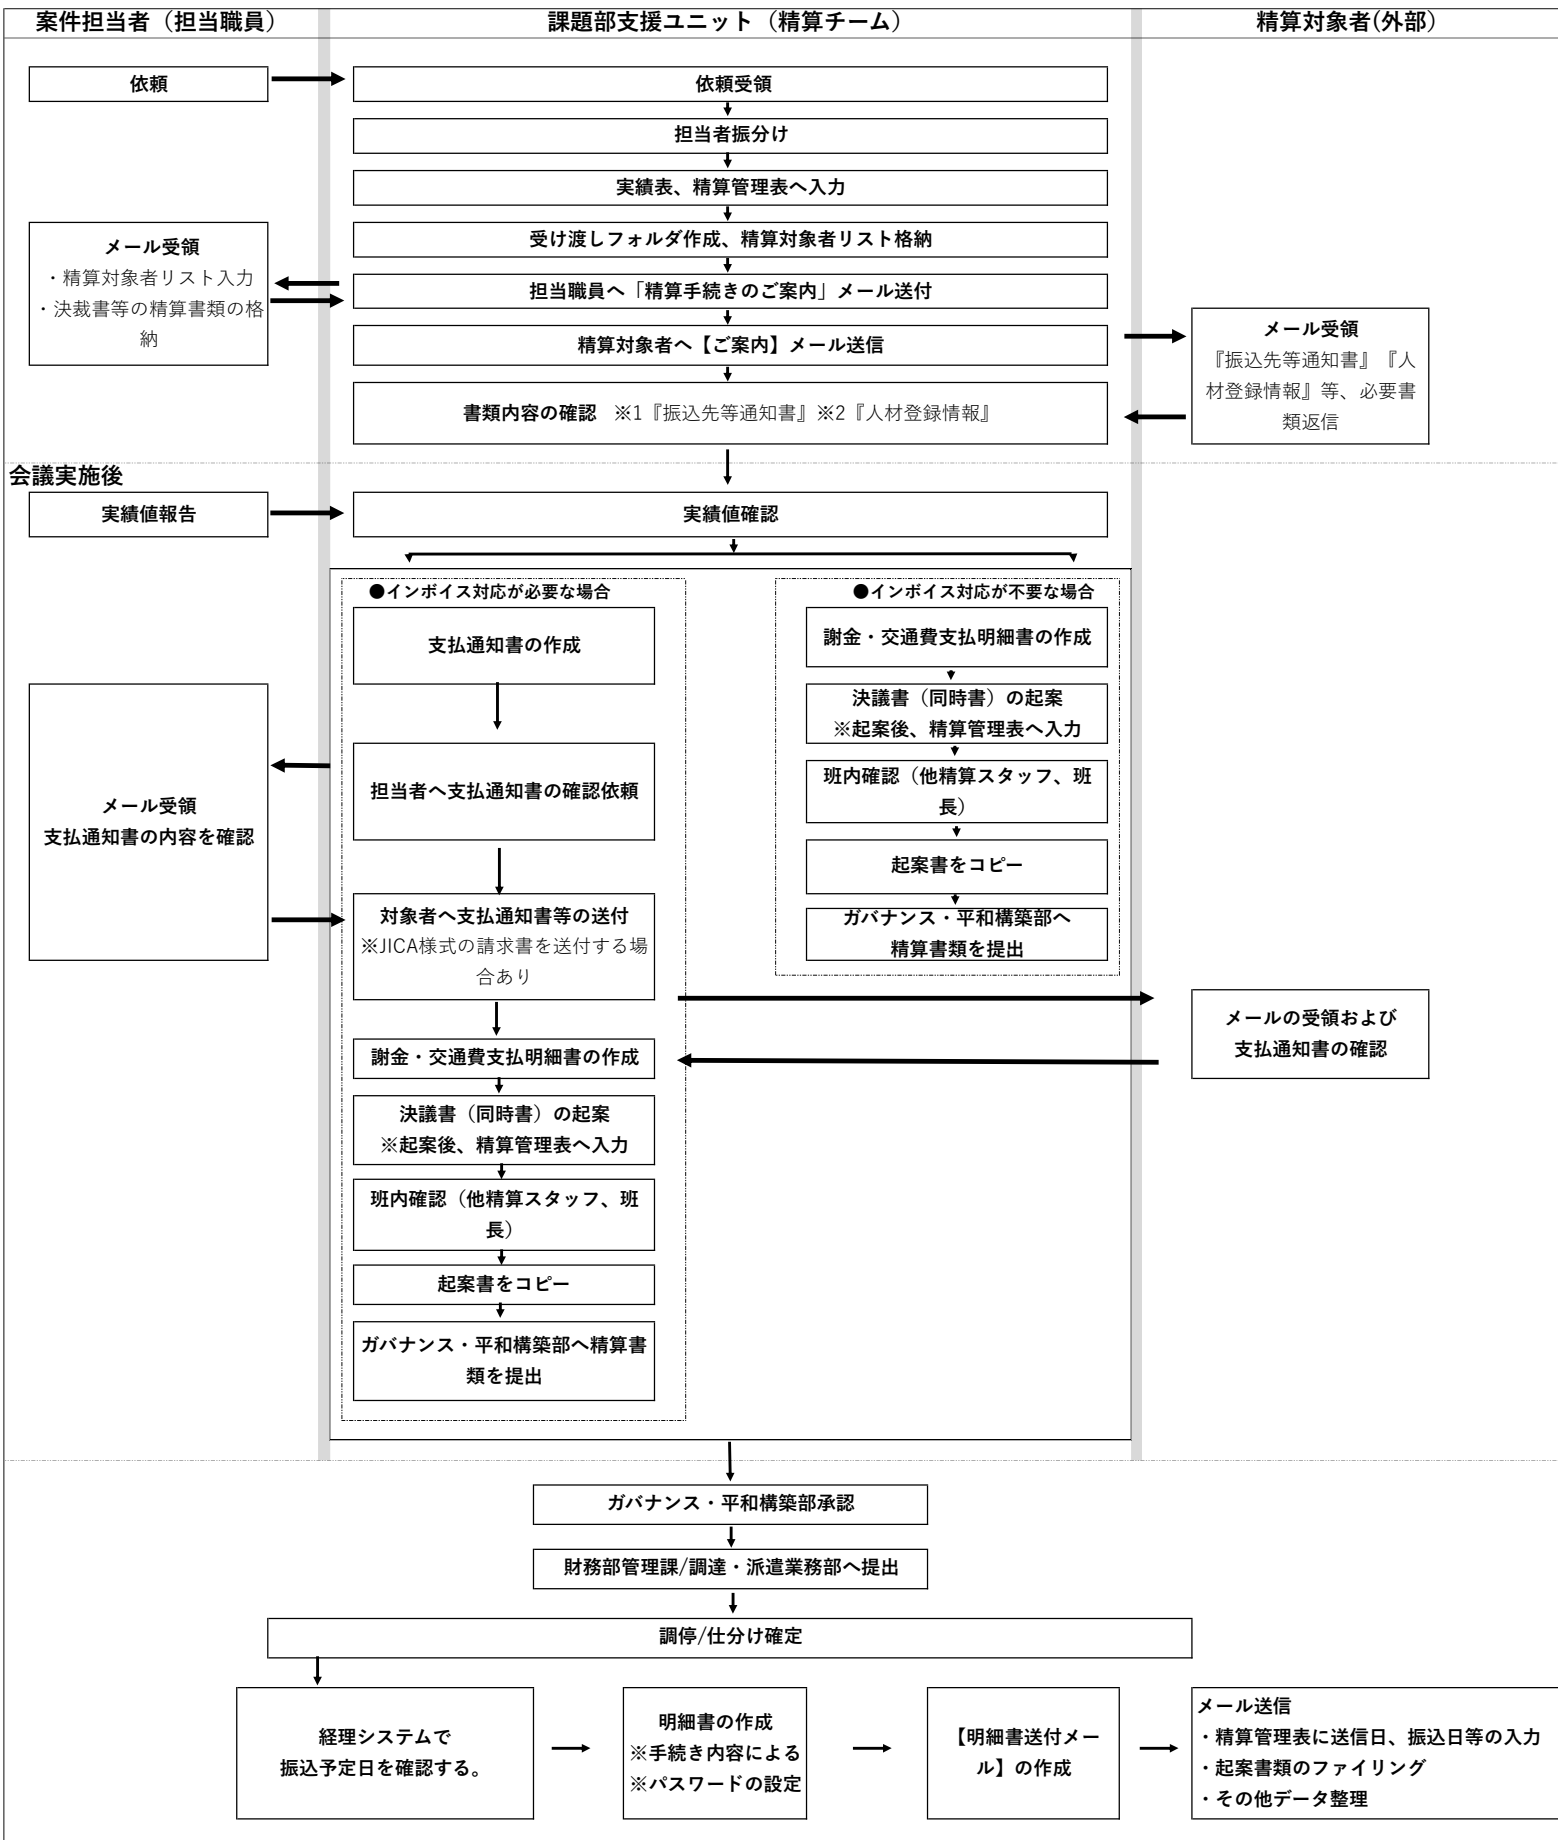 案件担当者（担当職員）
課題部支援ユニット（精算チーム）
精算対象者(外部）
依頼
依頼受領
担当者振分け
実績表、精算管理表へ入力
受け渡しフォルダ作成、精算対象者リスト格納
メール受領
・精算対象者リスト入力
・決裁書等の精算書類の格
納
担当職員へ「精算手続きのご案内」メール送付
精算対象者へ【ご案内】メール送信
メール受領
『振込先等通知書』『人
材登録情報』等、必要書
類返信
書類内容の確認　※1『振込先等通知書』※2『人材登録情報』
会議実施後
実績値報告
実績値確認
●インボイス対応が必要な場合
支払通知書の作成
担当者へ支払通知書の確認依頼
メール受領
支払通知書の内容を確認
対象者へ支払通知書等の送付
※JICA様式の請求書を送付する場
合あり
メールの受領および
支払通知書の確認
謝金・交通費支払明細書の作成
決議書（同時書）の起案
※起案後、精算管理表へ入力
班内確認（他精算スタッフ、班
長）
起案書をコピー
ガバナンス・平和構築部へ精算書
類を提出
●インボイス対応が不要な場合
謝金・交通費支払明細書の作成
決議書（同時書）の起案
※起案後、精算管理表へ入力
班内確認（他精算スタッフ、班
長）
起案書をコピー
ガバナンス・平和構築部へ
精算書類を提出
ガバナンス・平和構築部承認
財務部管理課/調達・派遣業務部へ提出
調停/仕分け確定
経理システムで
振込予定日を確認する。
明細書の作成
※手続き内容による
※パスワードの設定
【明細書送付メー
ル】の作成
メール送信
・精算管理表に送信日、振込日等の入力
・起案書類のファイリング
・その他データ整理